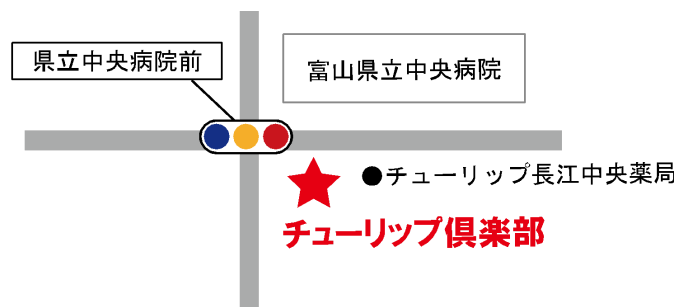 県立中央病院前
富山県立中央病院
●チューリップ長江中央薬局
チューリップ倶楽部